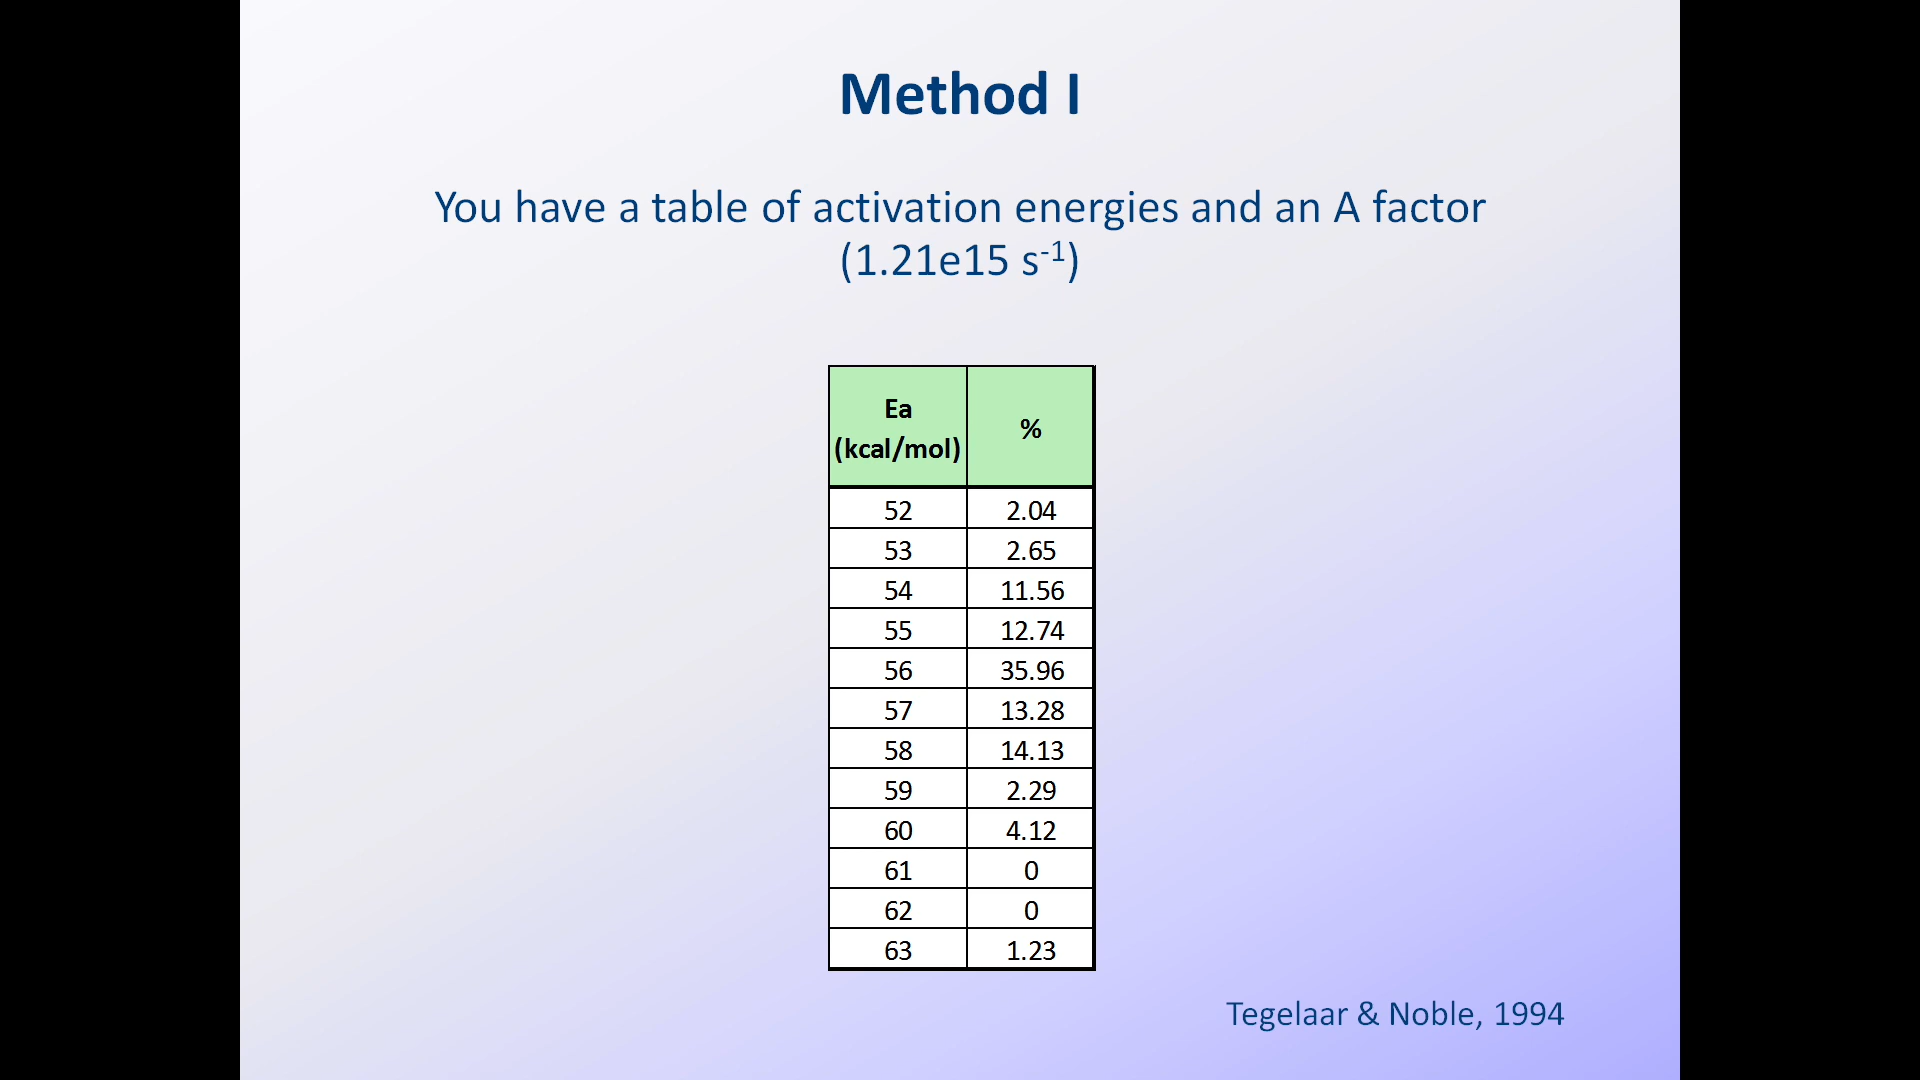 Method I
You have a table of activation energies and an A factor
(1.21e15 s⁻¹)
Ea
(kcal/mol) %
52 2.04
53 2.65
54 11.56
55 12.74
56 35.96
57 13.28
58 14.13
59 2.29
60 4.12
61 0
62 0
63 1.23
Tegelaar & Noble, 1994